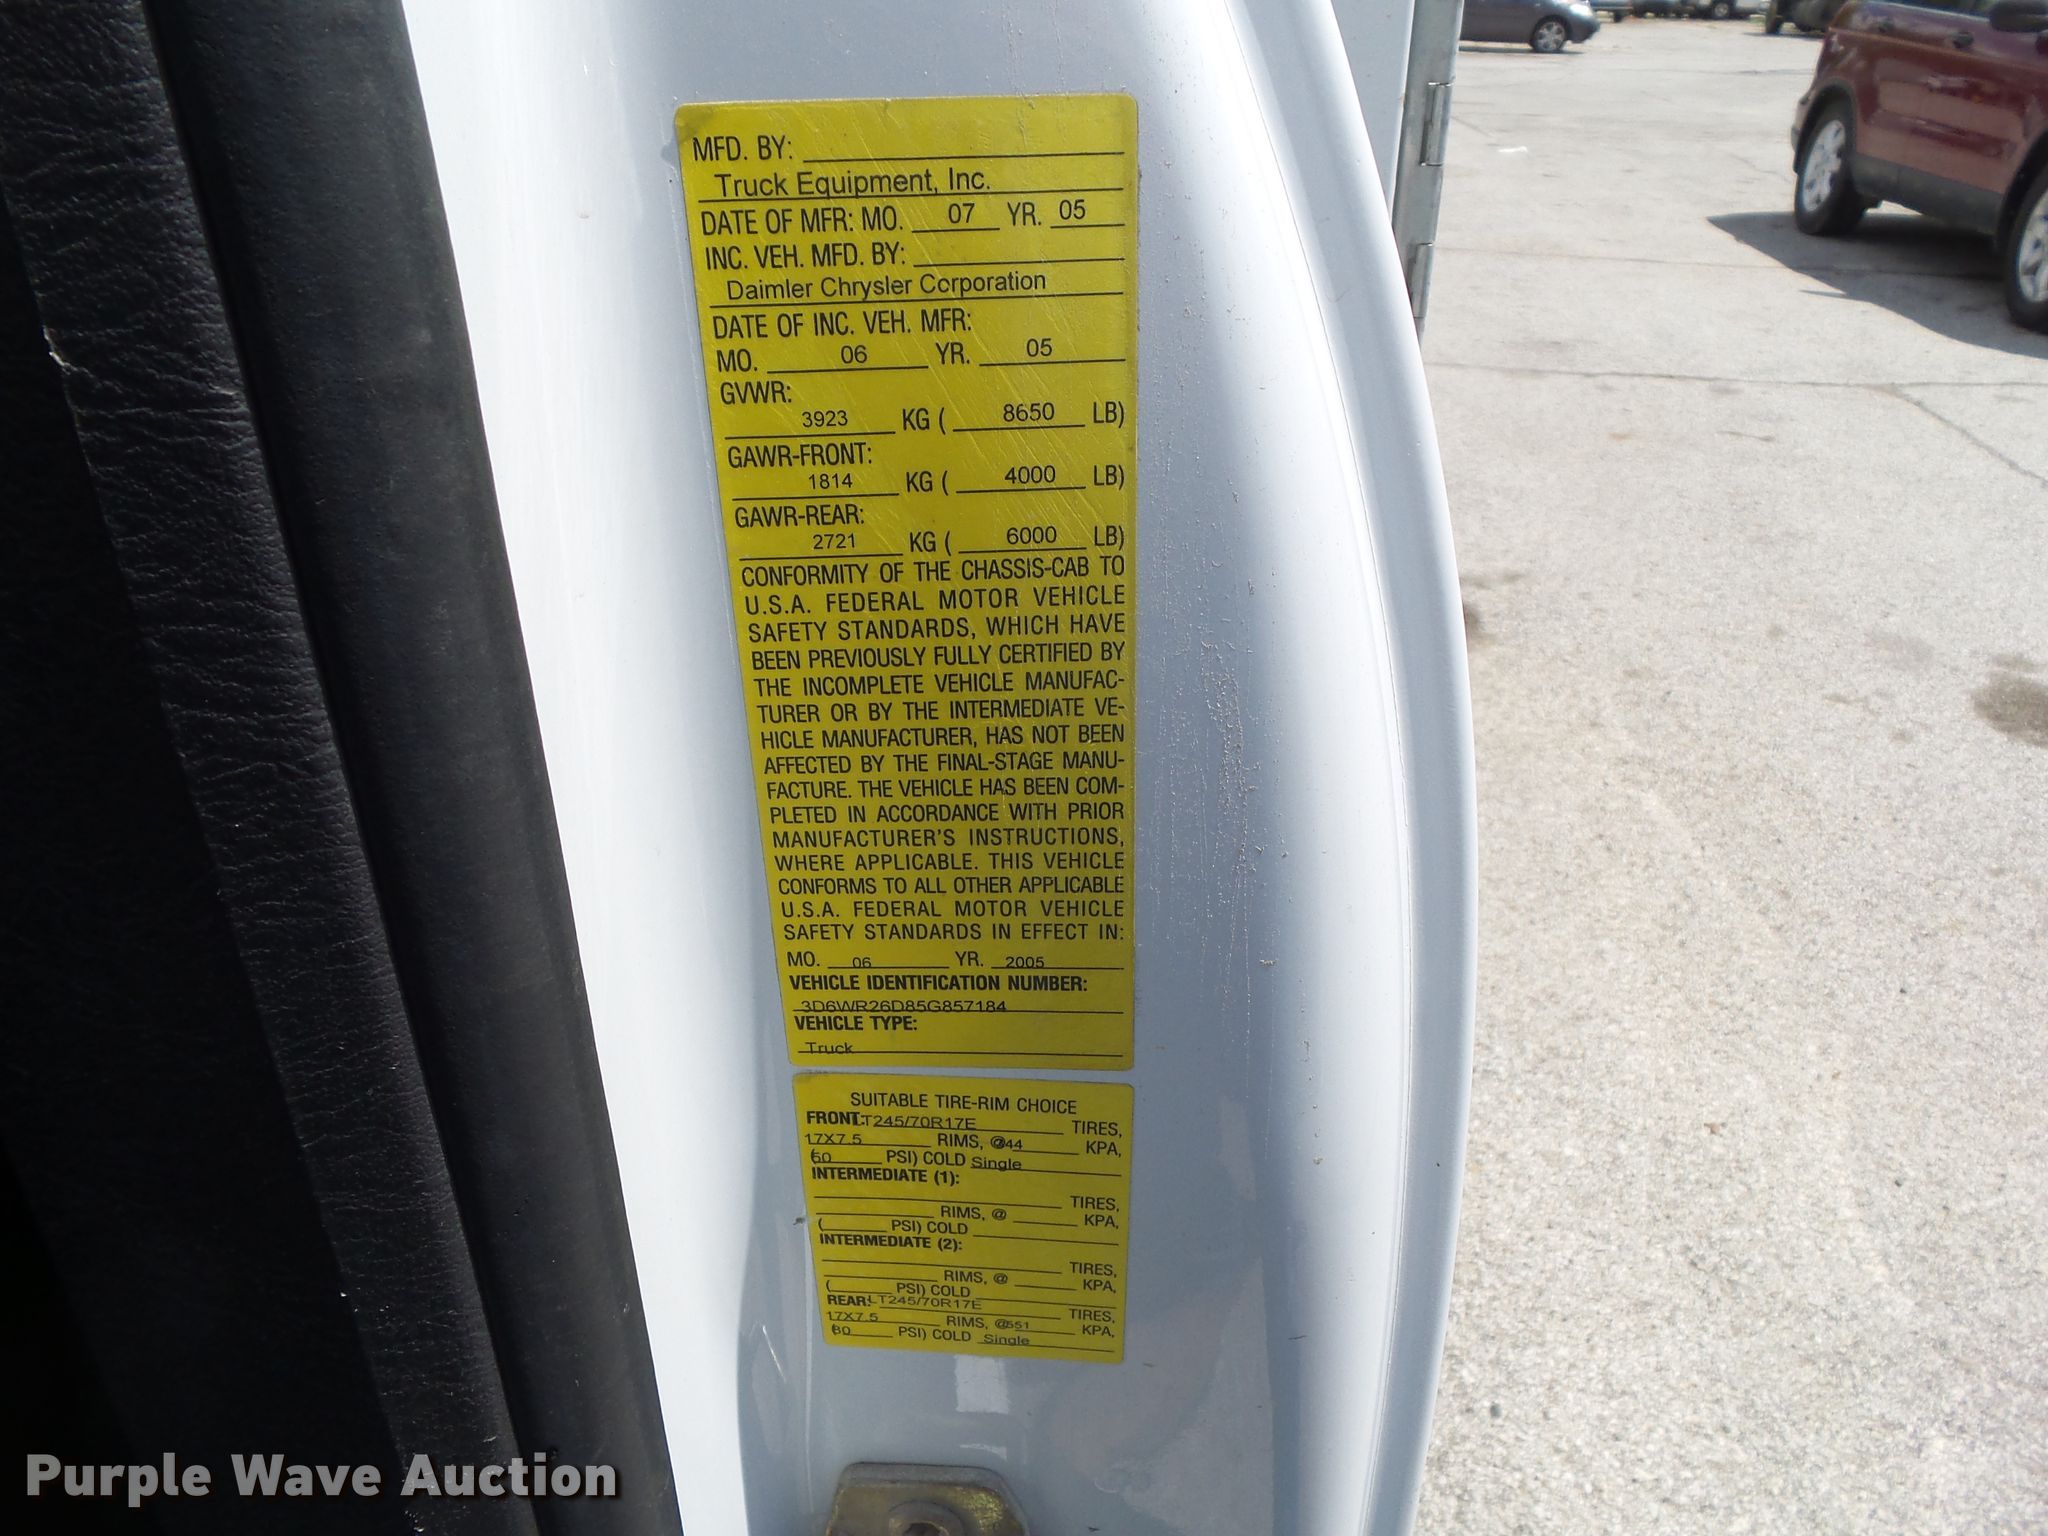 MFD. BY:
Truck Equipment, Inc.
DATE OF MFR: MO. 07 YR. 05
INC. VEH. MFD. BY:
Daimler Chrysler Corporation
DATE OF INC. VEH. MFR:
MO. 06 YR. 05
GVWR:
3923 KG ( 8650 LB)
GAWR-FRONT:
1814 KG ( 4000 LB)
GAWR-REAR:
2721 KG ( 6000 LB)
CONFORMITY OF THE CHASSIS-CAB TO
U.S.A. FEDERAL MOTOR VEHICLE
SAFETY STANDARDS, WHICH HAVE
BEEN PREVIOUSLY FULLY CERTIFIED BY
THE INCOMPLETE VEHICLE MANUFAC-
TURER OR BY THE INTERMEDIATE VE-
HICLE MANUFACTURER, HAS NOT BEEN
AFFECTED BY THE FINAL-STAGE MANU-
FACTURE. THE VEHICLE HAS BEEN COM-
PLETED IN ACCORDANCE WITH PRIOR
MANUFACTURER'S INSTRUCTIONS,
WHERE APPLICABLE. THIS VEHICLE
CONFORMS TO ALL OTHER APPLICABLE
U.S.A. FEDERAL MOTOR VEHICLE
SAFETY STANDARDS IN EFFECT IN:
MO. 06 YR. 2005
VEHICLE IDENTIFICATION NUMBER:
3D6WR26D85G857184
VEHICLE TYPE:
Truck
SUITABLE TIRE-RIM CHOICE
FRONT: LT245/70R17E TIRES,
17X7.5 RIMS, @ KPA,
( PSI) COLD Single
INTERMEDIATE (1):
TIRES,
RIMS, @ KPA,
( PSI) COLD
INTERMEDIATE (2):
TIRES,
RIMS, @ KPA,
( PSI) COLD
REAR: LT245/70R17E TIRES,
17X7.5 RIMS, @551 KPA,
( PSI) COLD Single
Purple Wave Auction